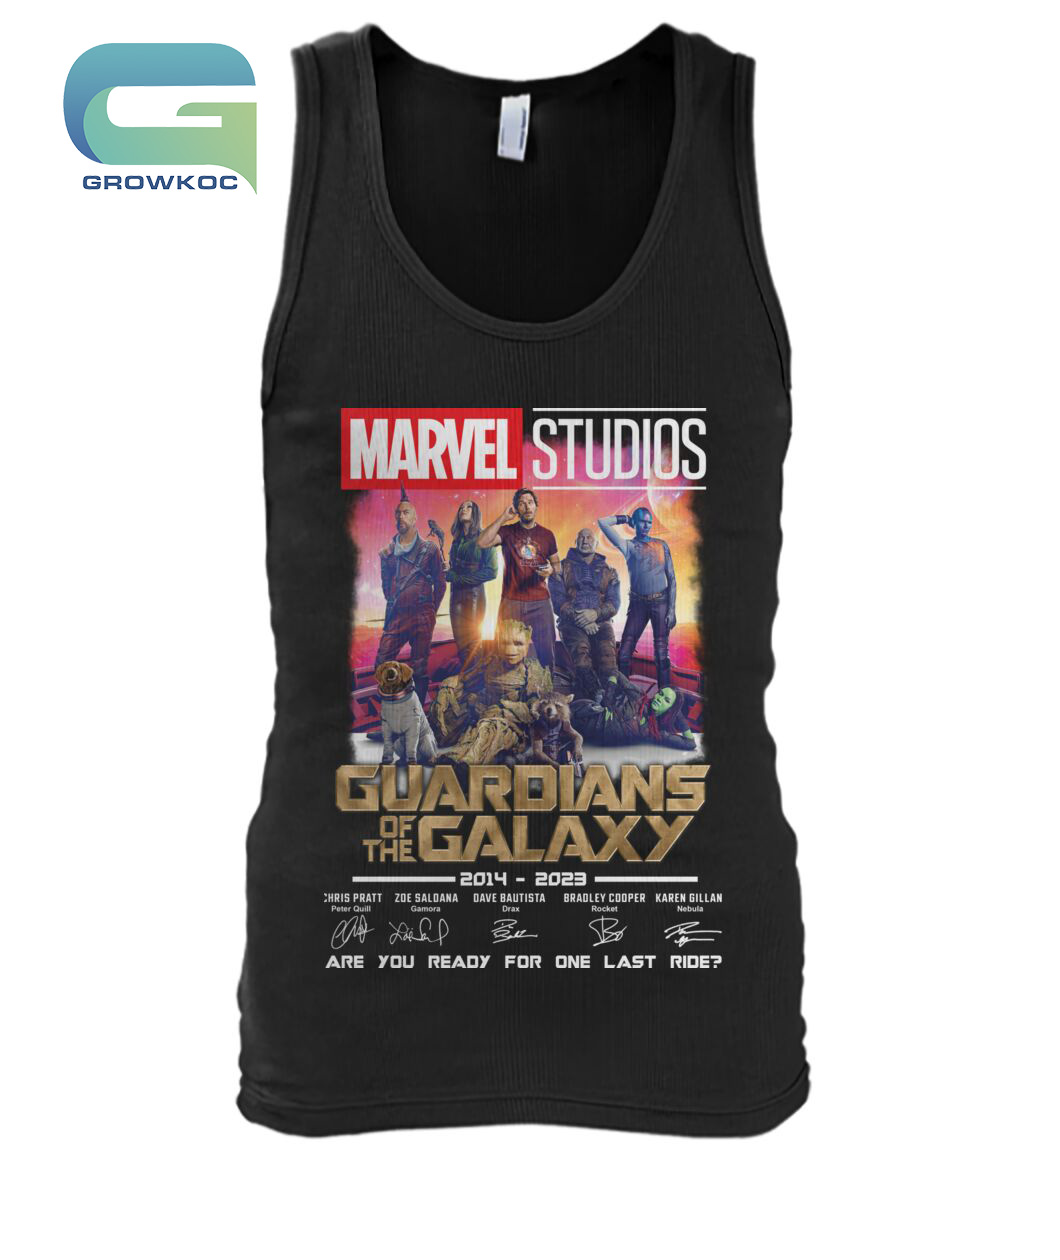 GROWKOC
MARVEL STUDIOS
GUARDIANS
OF THE GALAXY
2014 - 2023
CHRIS PRATT ZOE SALDANA DAVE BAUTISTA BRADLEY COOPER KAREN GILLAN
Peter Quill Gamora Drax Rocket Nebula
ARE YOU READY FOR ONE LAST RIDE?